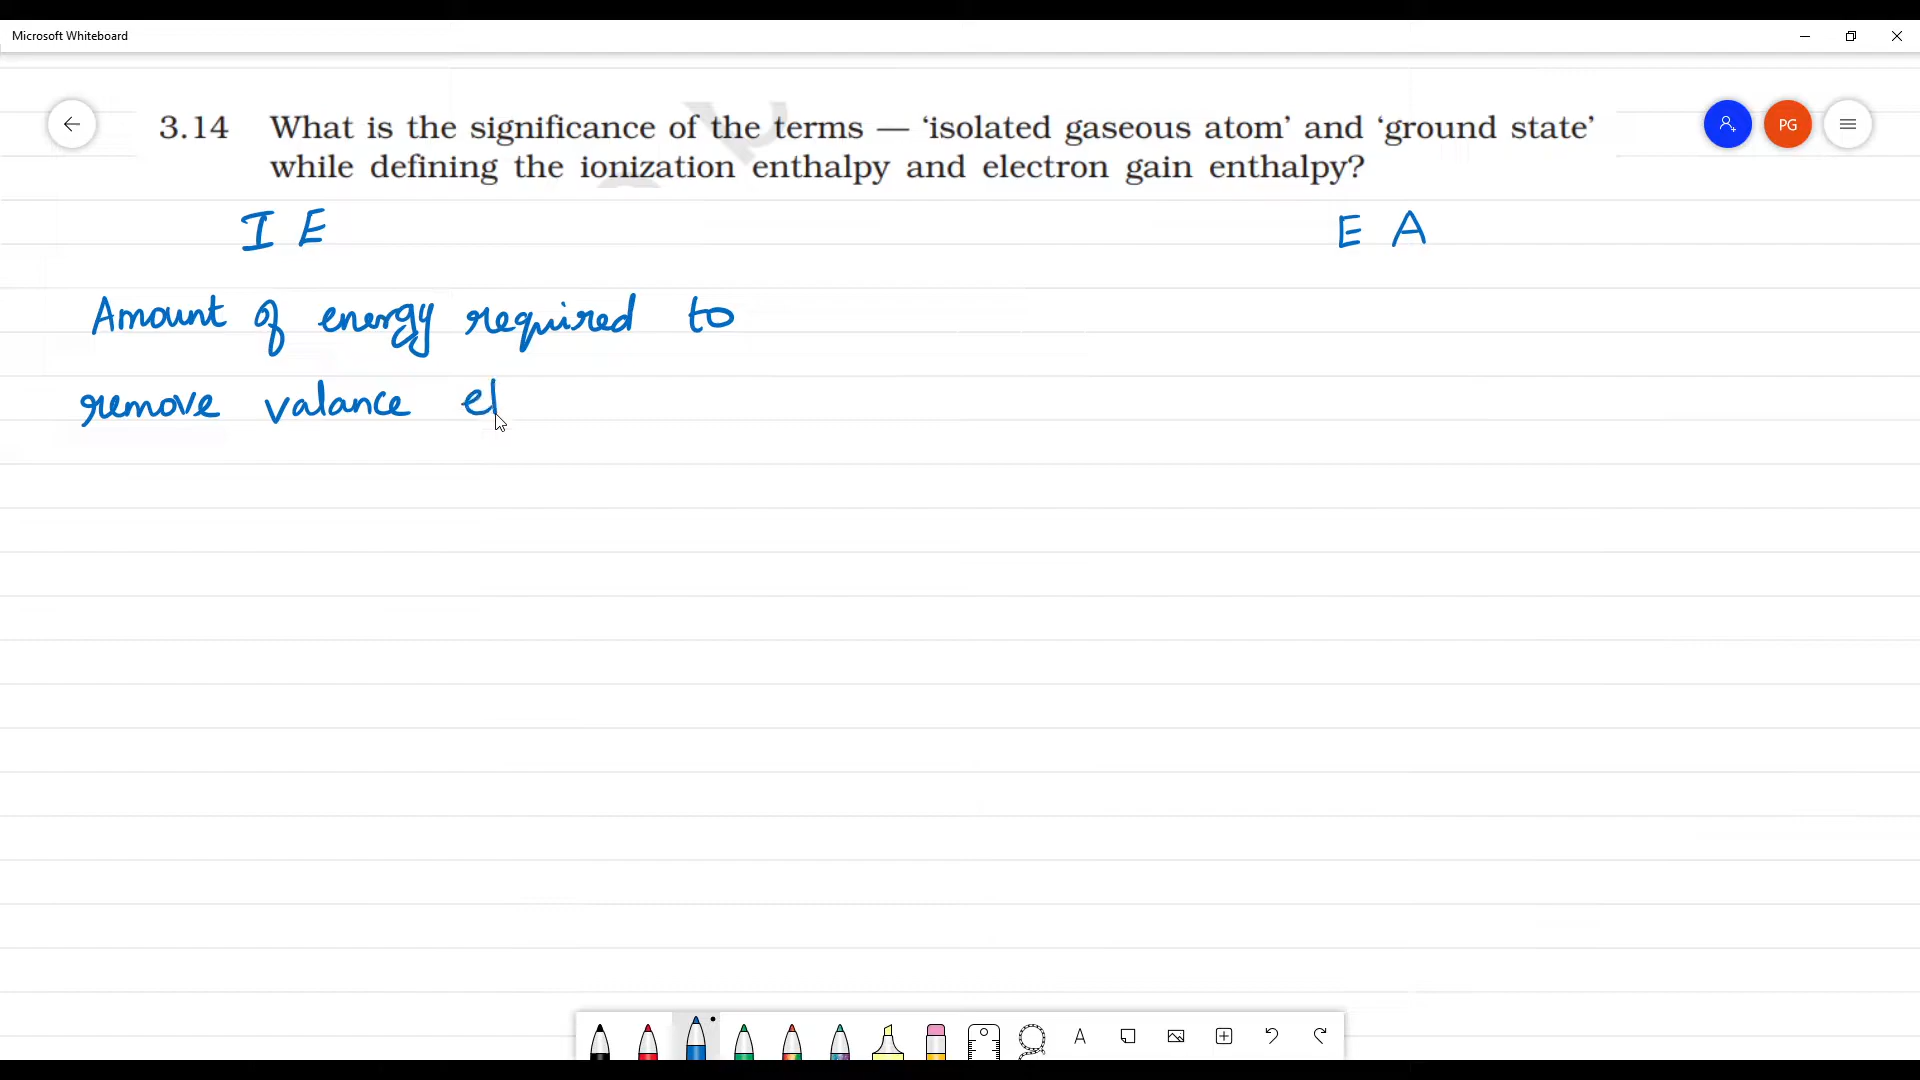 Microsoft Whiteboard
3.14 What is the significance of the terms — ‘isolated gaseous atom’ and ‘ground state’
while defining the ionization enthalpy and electron gain enthalpy?
PG
I E
E A
Amount of energy required to
remove valance el
A